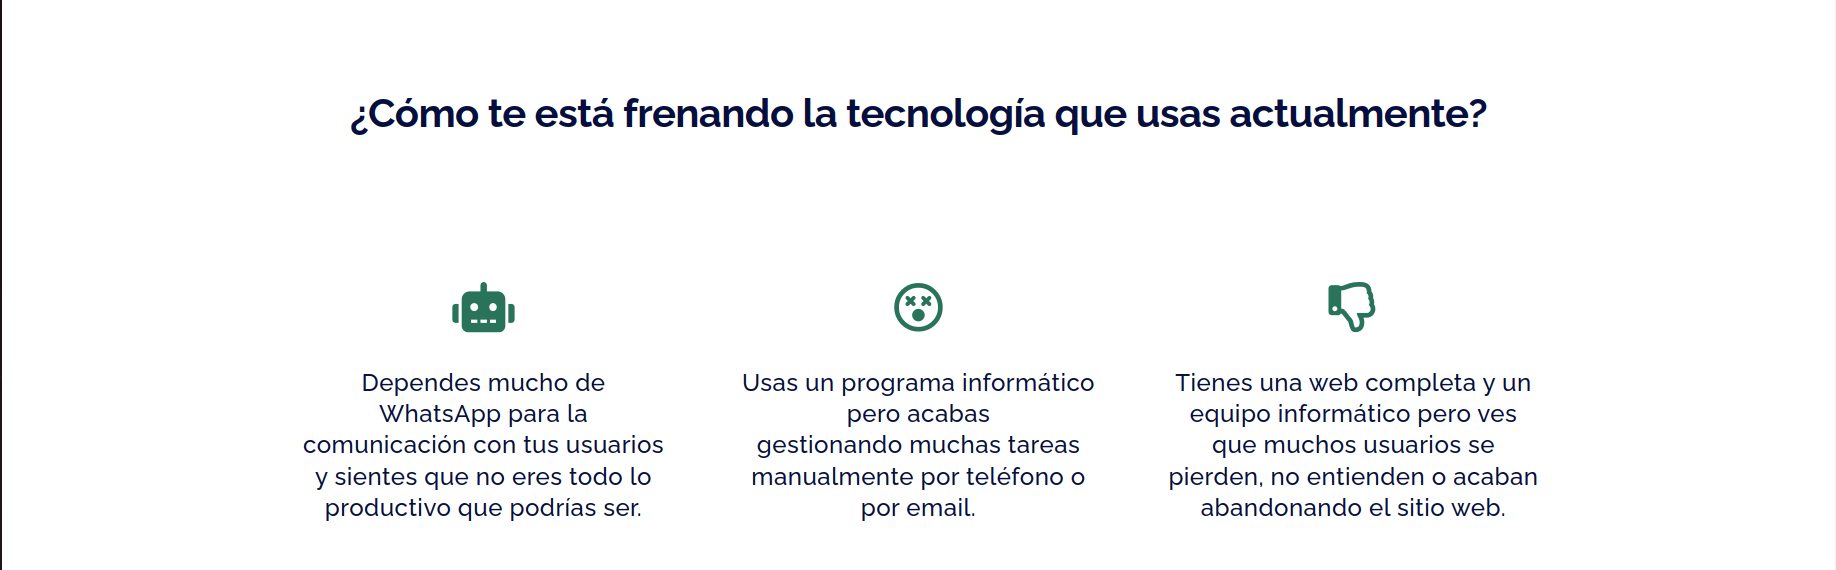 ¿Cómo te está frenando la tecnología que usas actualmente?
Dependes mucho de
WhatsApp para la
comunicación con tus usuarios
y sientes que no eres todo lo
productivo que podrías ser.
Usas un programa informático
pero acabas
gestionando muchas tareas
manualmente por teléfono o
por email.
Tienes una web completa y un
equipo informático pero ves
que muchos usuarios se
pierden, no entienden o acaban
abandonando el sitio web.